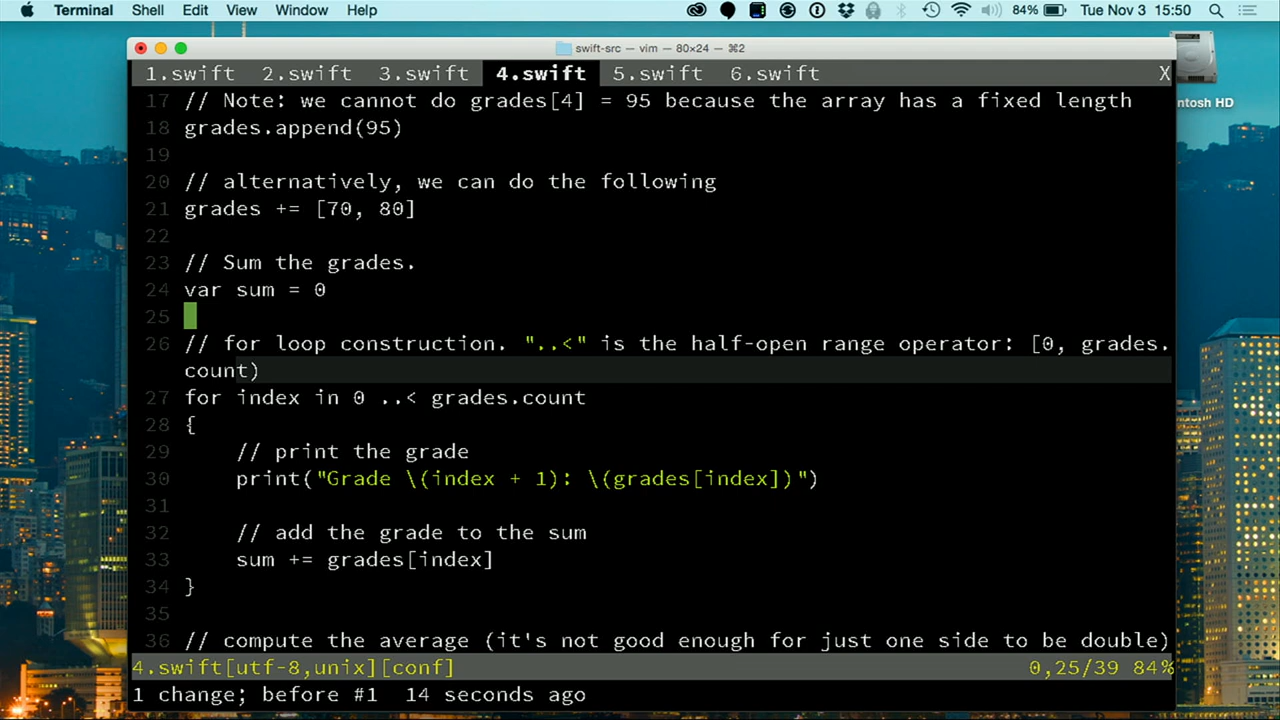 Terminal Shell Edit View Window Help 84% Tue Nov 3 15:50
swift-src — vim — 80×24 — ⌘2
1.swift 2.swift 3.swift 4.swift 5.swift 6.swift X
ntosh HD
17 // Note: we cannot do grades[4] = 95 because the array has a fixed length
18 grades.append(95)
19
20 // alternatively, we can do the following
21 grades += [70, 80]
22
23 // Sum the grades.
24 var sum = 0
25
26 // for loop construction. "..<" is the half-open range operator: [0, grades.
count)
27 for index in 0 ..< grades.count
28 {
29 // print the grade
30 print("Grade \(index + 1): \(grades[index])")
31
32 // add the grade to the sum
33 sum += grades[index]
34 }
35
36 // compute the average (it's not good enough for just one side to be double)
4.swift[utf-8,unix][conf] 0,25/39 84%
1 change; before #1 14 seconds ago